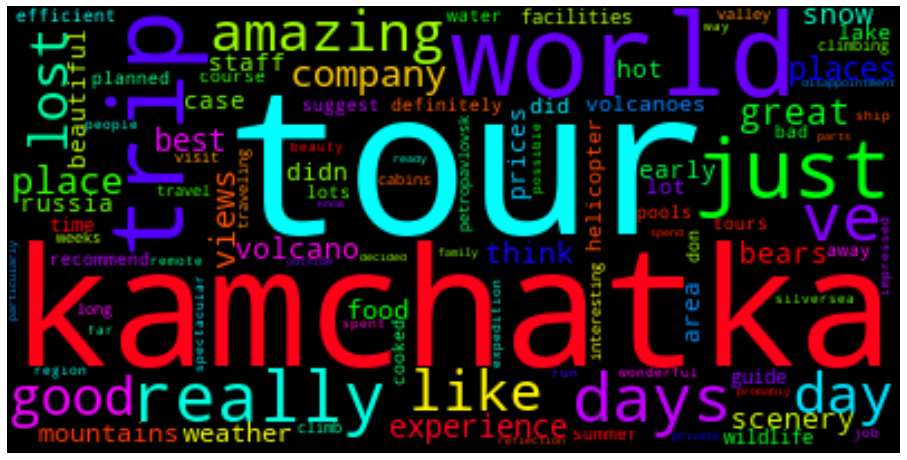 efficient
amazing
water
facilities
valley
way
snow
lost
trip
world
lake
climbing
beautiful
planned
staff
company
hot
places
disappointment
course
case
suggest
definitely
did
volcanoes
great
bad
ship
people
tour
just
parts
best
beauty
ready
prices
possible
helicopter
visit
didn
cabins
petropavlovsk
early
place
travel
traveling
lots
lot
russia
views
snow
pools
spend
tours
ve
time
weeks
volcano
think
don
bears
away
impressed
recommend
remote
outside
decided
family
interesting
area
particularly
kamchatka
long
far
spectacular
food
spent
cooked
expedition
silversea
region
run
wonderful
guide
probably
good
really
like
days
day
mountains
weather
climb
experience
reflection
summer
private
wildlife
scenery
job